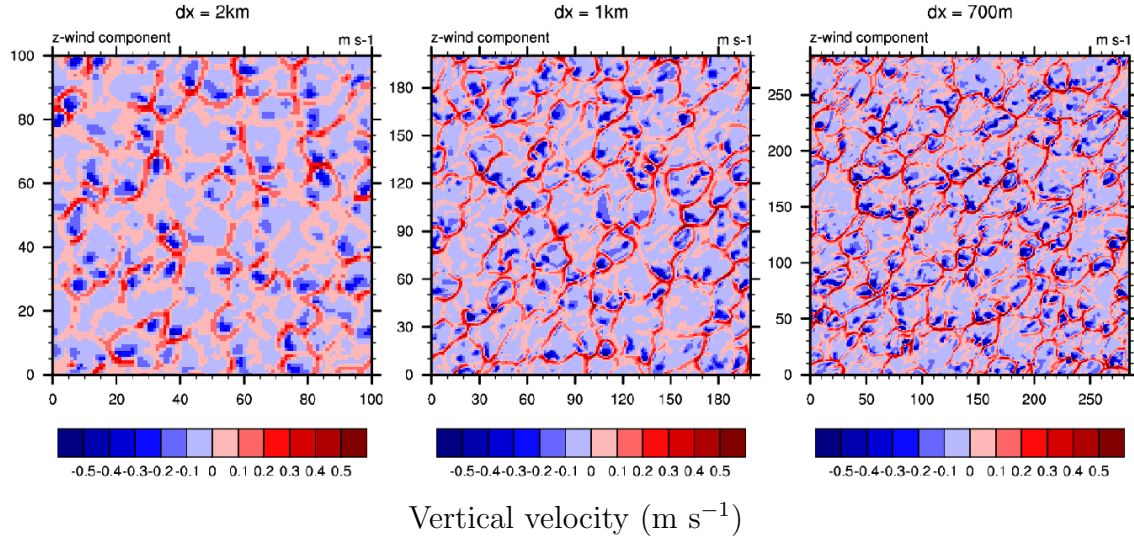 dx = 2km
z-wind component m s-1
100
80
60
40
20
0
0 20 40 60 80 100
-0.5-0.4-0.3-0.2-0.1 0 0.1 0.2 0.3 0.4 0.5
dx = 1km
z-wind component m s-1
180
150
120
90
60
30
0
0 30 60 90 120 150 180
-0.5-0.4-0.3-0.2-0.1 0 0.1 0.2 0.3 0.4 0.5
dx = 700m
z-wind component m s-1
250
200
150
100
50
0
0 50 100 150 200 250
-0.5-0.4-0.3-0.2-0.1 0 0.1 0.2 0.3 0.4 0.5
Vertical velocity (m s⁻¹)